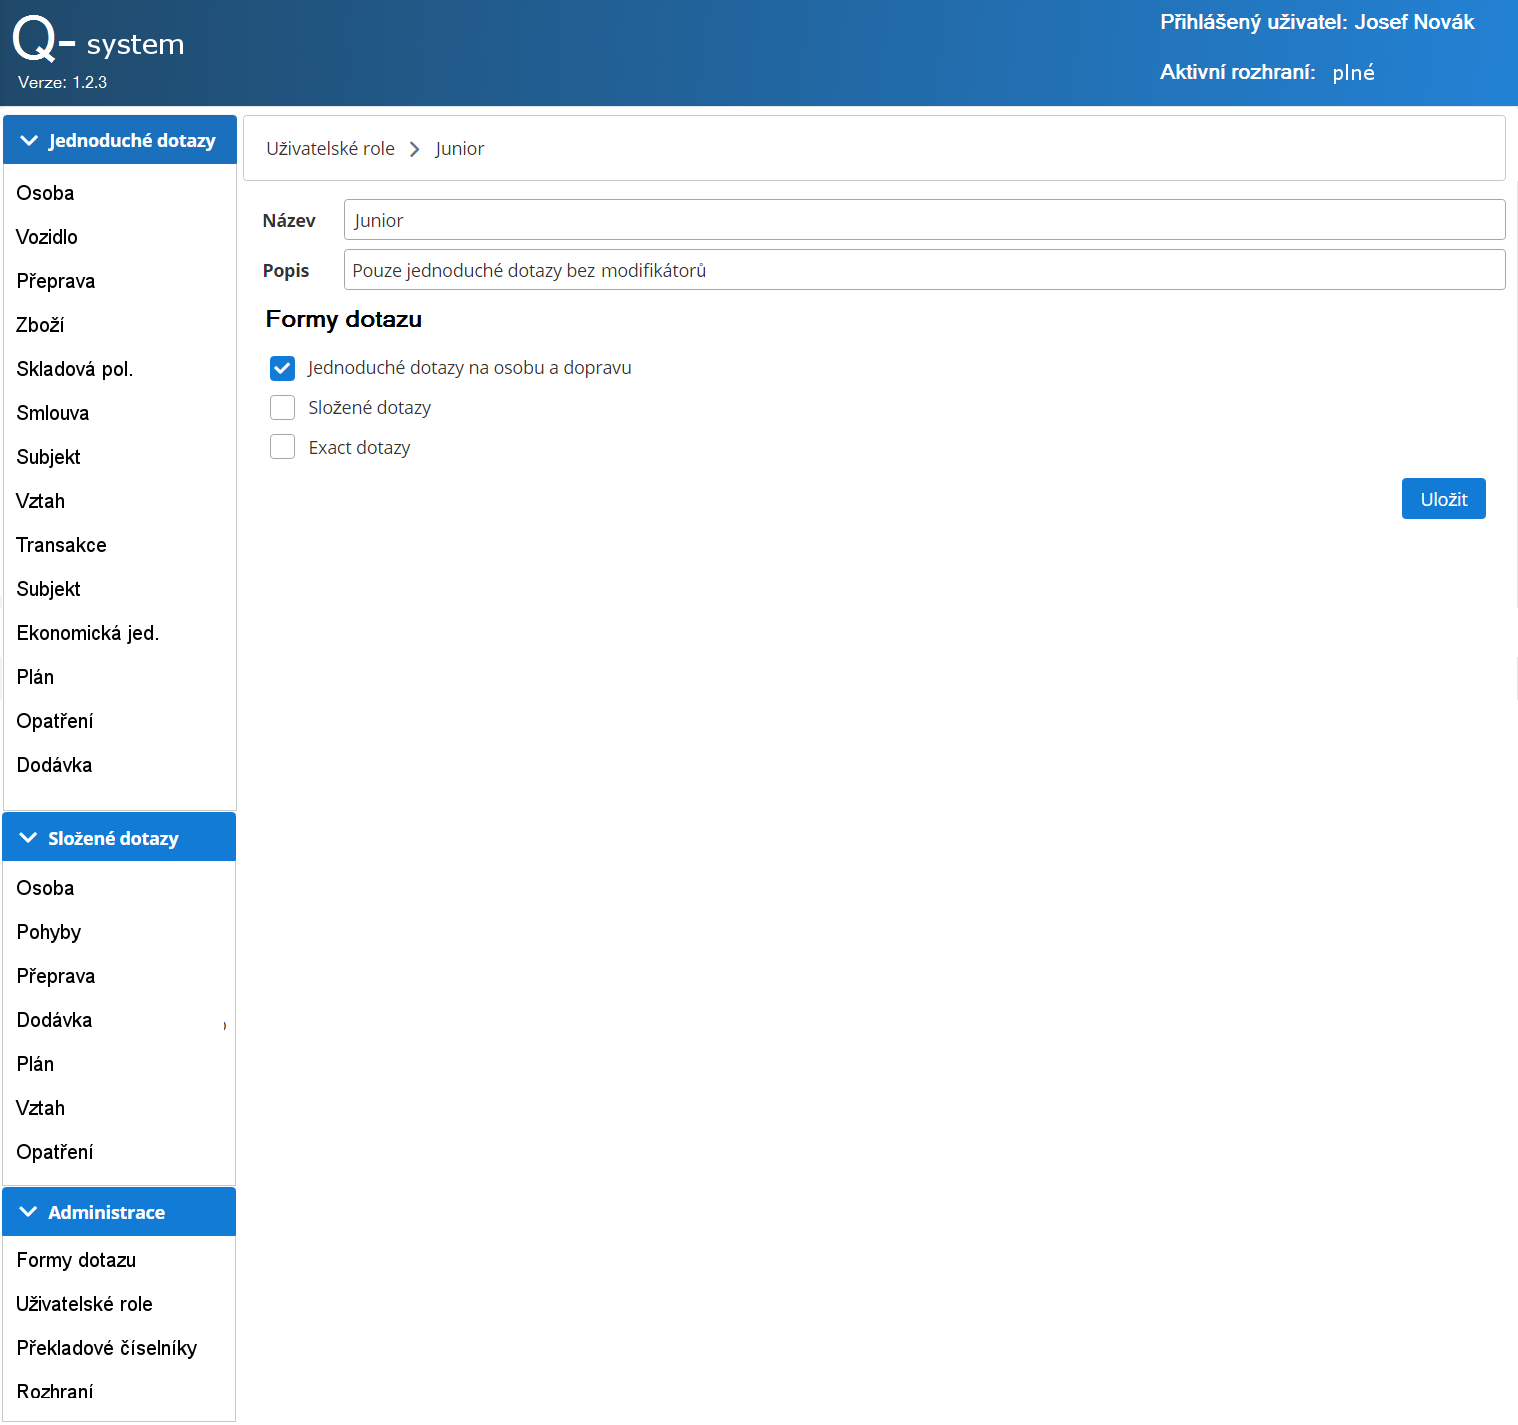 Q- system
Verze: 1.2.3
Přihlášený uživatel: Josef Novák
Aktivní rozhraní: plné
Jednoduché dotazy
Osoba
Vozidlo
Přeprava
Zboží
Skladová pol.
Smlouva
Subjekt
Vztah
Transakce
Subjekt
Ekonomická jed.
Plán
Opatření
Dodávka
Složené dotazy
Osoba
Pohyby
Přeprava
Dodávka
Plán
Vztah
Opatření
Administrace
Formy dotazu
Uživatelské role
Překladové číselníky
Rozhraní
Uživatelské role > Junior
Název Junior
Popis Pouze jednoduché dotazy bez modifikátorů
Formy dotazu
Jednoduché dotazy na osobu a dopravu
Složené dotazy
Exact dotazy
Uložit